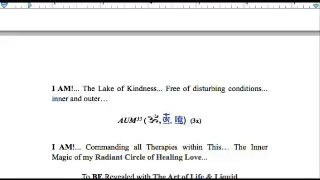 I AM!... The Lake of Kindness... Free of disturbing conditions...
inner and outer…
AUM¹⁵ (ॐ, ༀ, 唵) (3x)
I AM!... Commanding all Therapies within This… The Inner
Magic of my Radiant Circle of Healing Love...
To BE Revealed with The Art of Life & Liquid